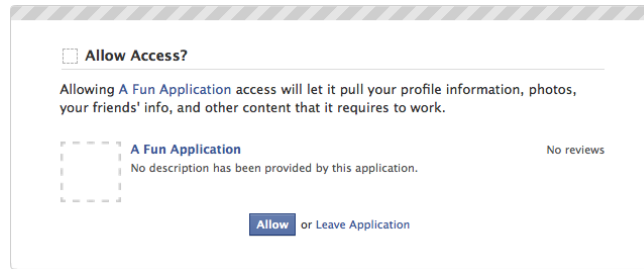 Allow Access?
Allowing A Fun Application access will let it pull your profile information, photos,
your friends' info, and other content that it requires to work.
A Fun Application
No reviews
No description has been provided by this application.
Allow or Leave Application